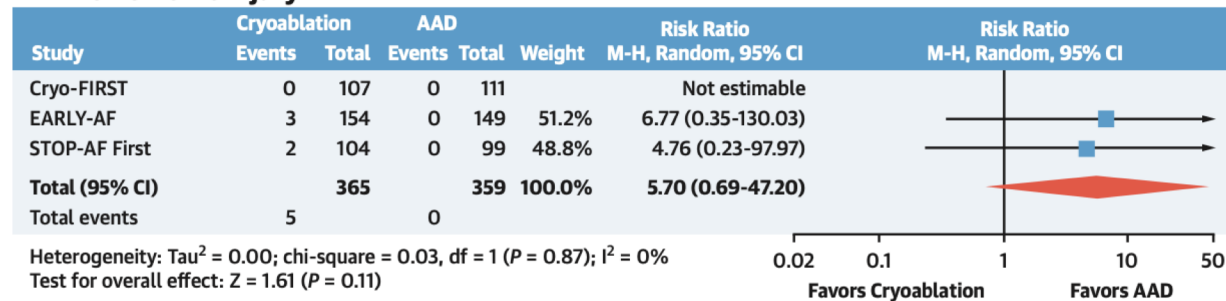 Cryoablation AAD Risk Ratio Risk Ratio
Study Events Total Events Total Weight M-H, Random, 95% CI M-H, Random, 95% CI
Cryo-FIRST 0 107 0 111 Not estimable
EARLY-AF 3 154 0 149 51.2% 6.77 (0.35-130.03)
STOP-AF First 2 104 0 99 48.8% 4.76 (0.23-97.97)
Total (95% CI) 365 359 100.0% 5.70 (0.69-47.20)
Total events 5 0
Heterogeneity: Tau² = 0.00; chi-square = 0.03, df = 1 (P = 0.87); I² = 0%
Test for overall effect: Z = 1.61 (P = 0.11)
0.02 0.1 1 10 50
Favors Cryoablation Favors AAD